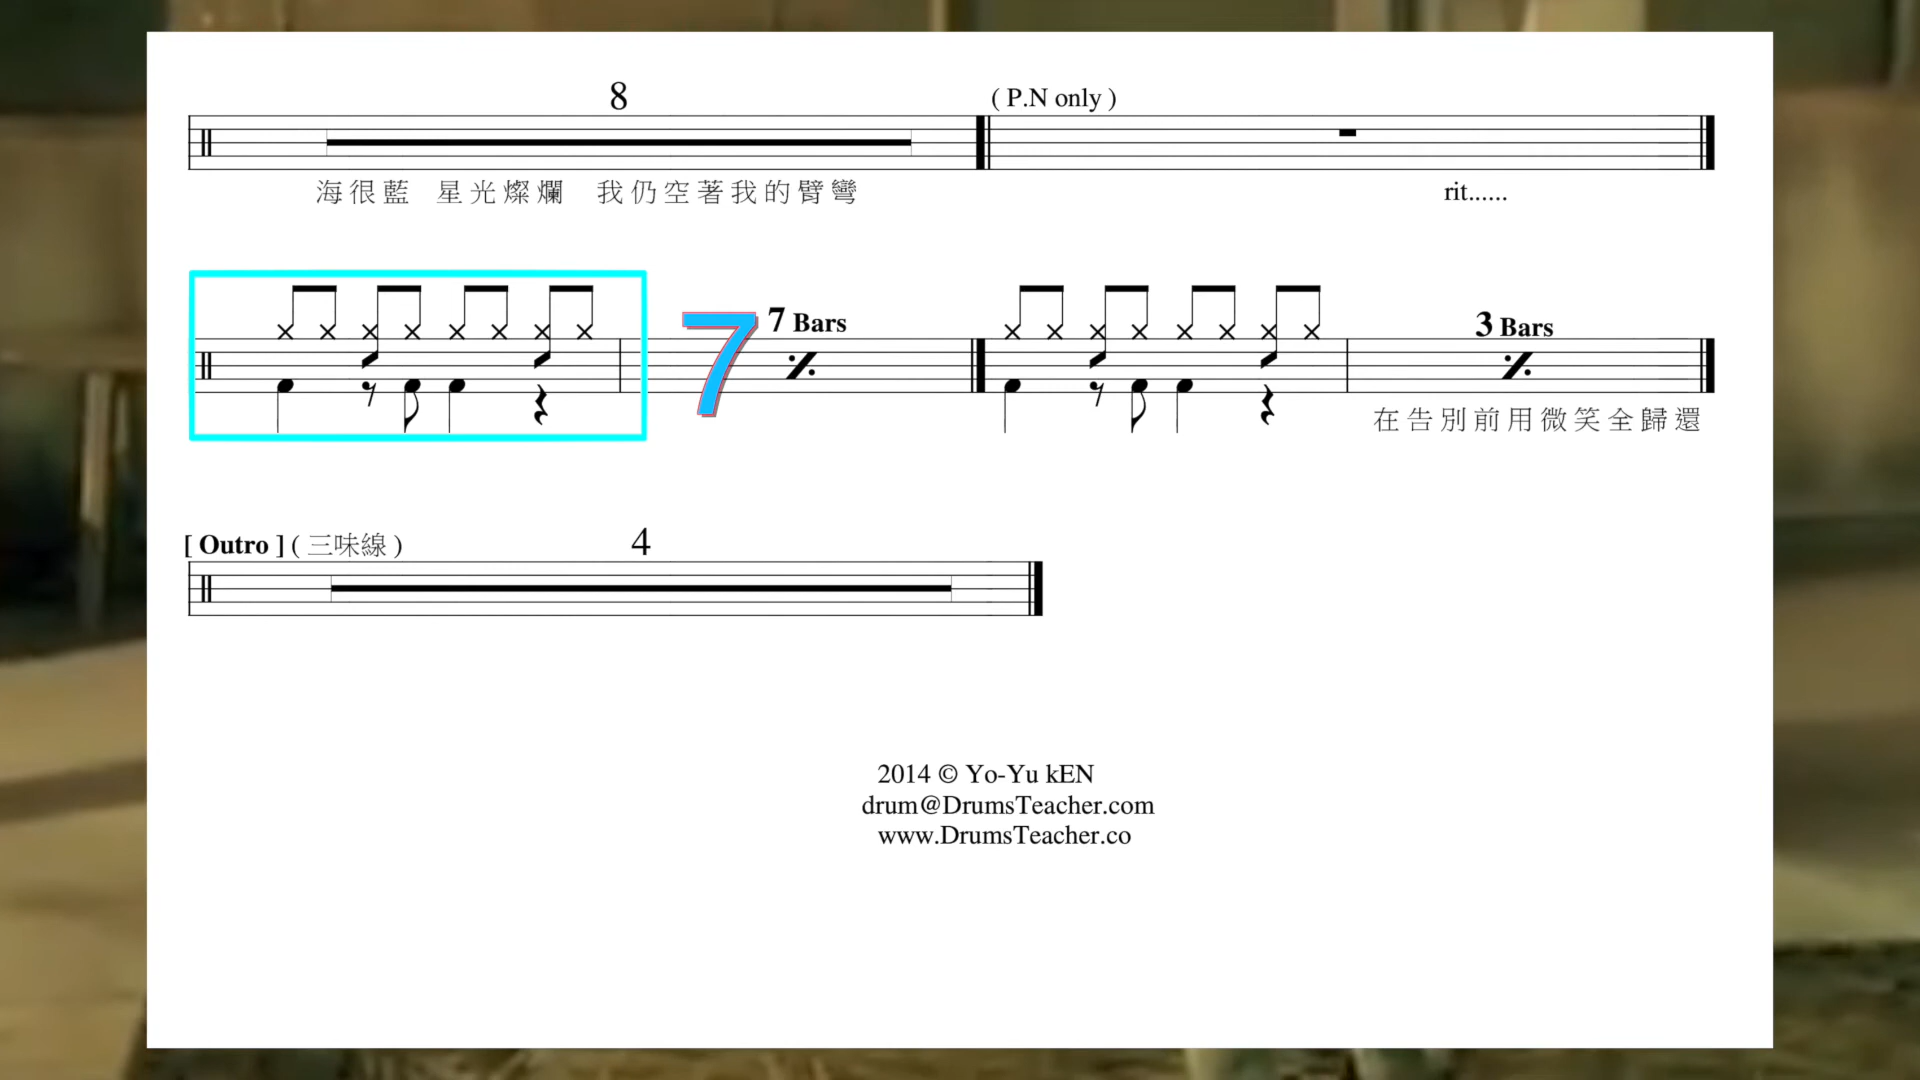 8
( P.N only )
海很藍 星光燦爛 我仍空著我的臂彎
rit......
7
7 Bars
3 Bars
在告別前用微笑全歸還
[ Outro ] ( 三味線 )
4
2014 © Yo-Yu kEN
drum@DrumsTeacher.com
www.DrumsTeacher.co